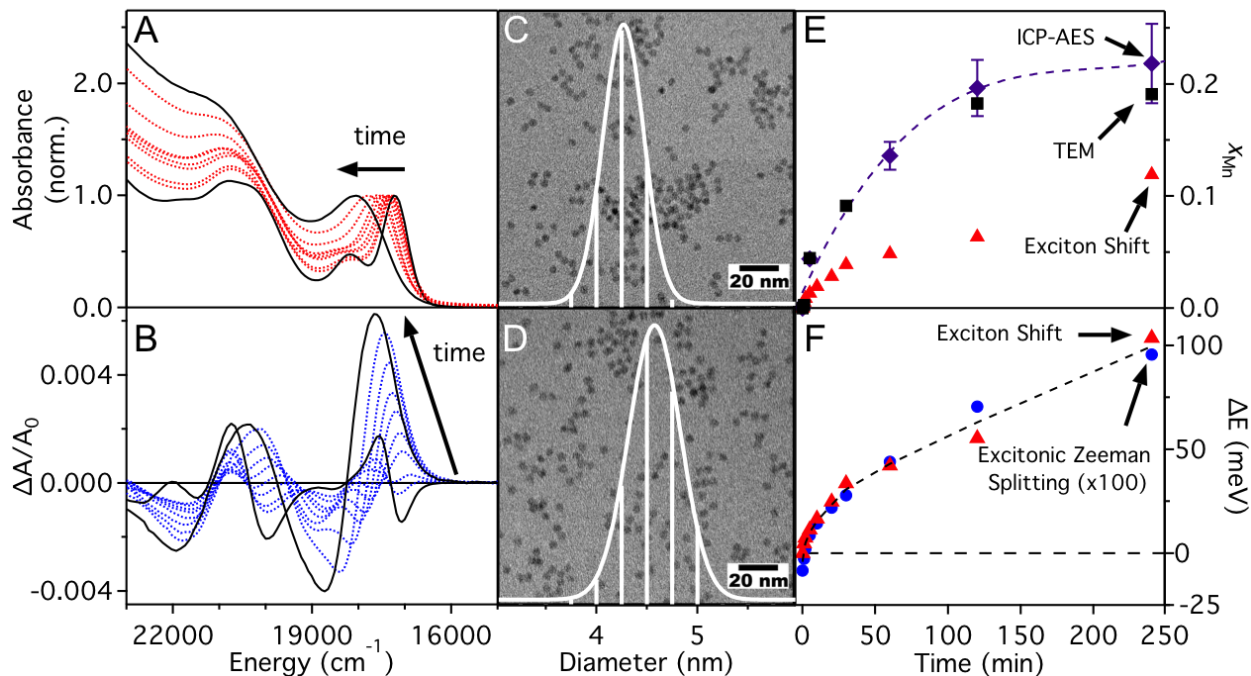 A
2.0
1.0
0.0
Absorbance
(norm.)
time
B
0.004
0.000
-0.004
ΔA/A0
time
22000
19000
16000
Energy (cm-1)
C
20 nm
D
20 nm
4
5
Diameter (nm)
E
ICP-AES
TEM
Exciton Shift
0.2
0.1
0.0
xMn
F
Exciton Shift
Excitonic Zeeman
Splitting (x100)
100
50
0
-25
ΔE
(meV)
0
50
100
150
200
250
Time (min)